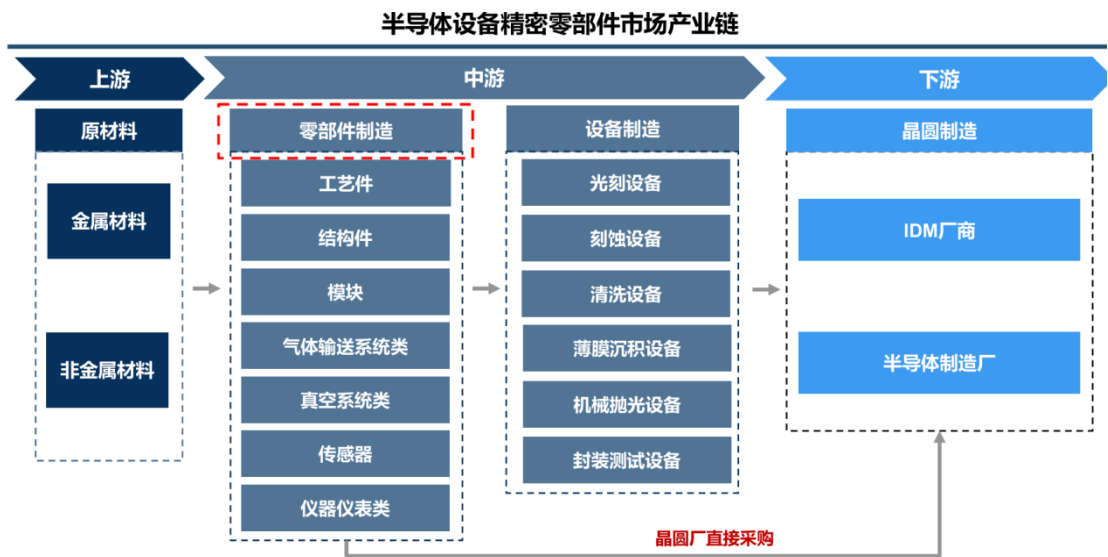 半导体设备精密零部件市场产业链
上游
中游
下游
原材料
零部件制造
设备制造
晶圆制造
金属材料
非金属材料
工艺件
结构件
模块
气体输送系统类
真空系统类
传感器
仪器仪表类
光刻设备
刻蚀设备
清洗设备
薄膜沉积设备
机械抛光设备
封装测试设备
IDM厂商
半导体制造厂
晶圆厂直接采购